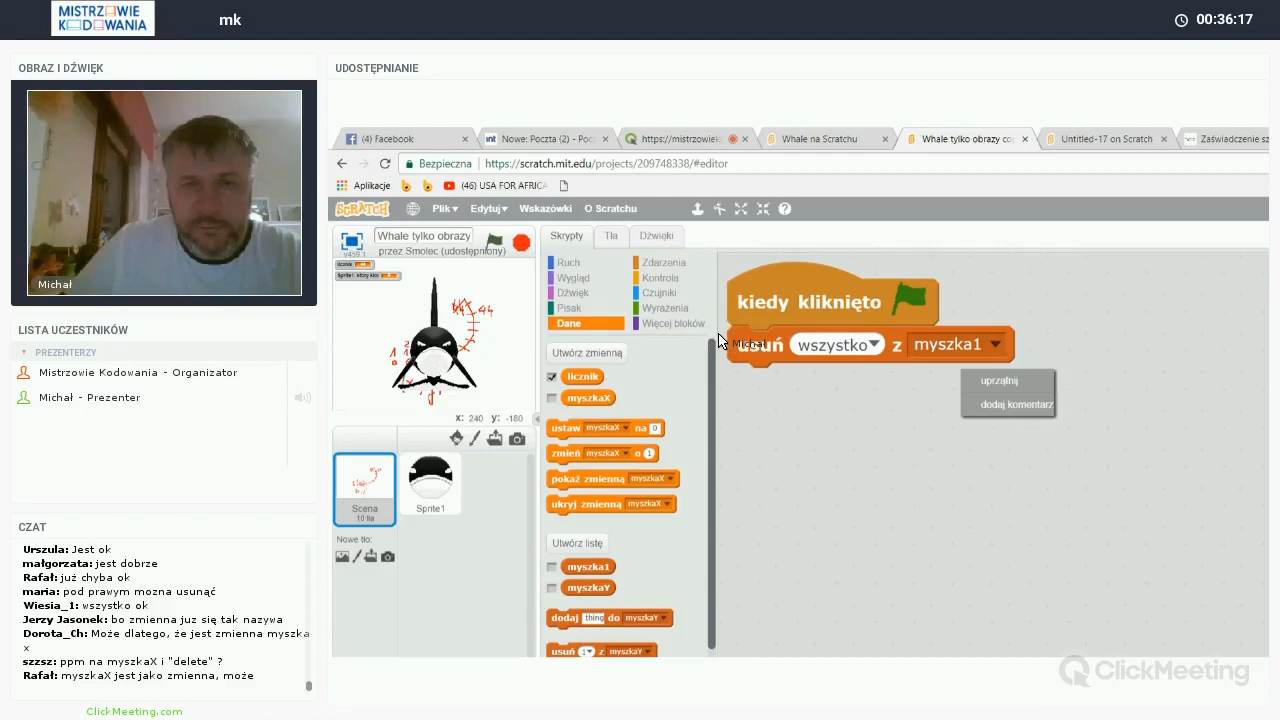 MISTRZOWIE
KODOWANIA
mk
00:36:17
OBRAZ I DŹWIĘK
Michał
LISTA UCZESTNIKÓW
PREZENTERZY
Mistrzowie Kodowania - Organizator
Michał - Prezenter
CZAT
Urszula: Jest ok
małgorzata: jest dobrze
Rafał: już chyba ok
maria: pod prawym mozna usunąć
Wiesia_1: wszystko ok
Jerzy Jasonek: bo zmienna juz się tak nazywa
Dorota_Ch: Może dlatego, że jest zmienna myszka
x
szzsz: ppm na myszkaX i "delete" ?
Rafał: myszkaX jest jako zmienna, może
ClickMeeting.com
UDOSTĘPNIANIE
(4) Facebook
Nowe: Poczta (2) - Pocz
https://mistrzowiek
Whale na Scratchu
Whale tylko obrazy co
Untitled-17 on Scratch
Zaświadczenie sz
Bezpieczna
https://scratch.mit.edu/projects/209748338/#editor
Aplikacje
(46) USA FOR AFRICA
SCRATCH
Plik
Edytuj
Wskazówki
O Scratchu
Whale tylko obrazy
przez Smolec (udostępniony)
v459.1
licznik
x: 240 y: -180
Scena
10 tła
Sprite1
Nowe tło:
Skrypty
Tła
Dźwięki
Ruch
Wygląd
Dźwięk
Pisak
Dane
Zdarzenia
Kontrola
Czujniki
Wyrażenia
Więcej bloków
Utwórz zmienną
licznik
myszkaX
ustaw myszkaX na 0
zmień myszkaX o 1
pokaż zmienną myszkaX
ukryj zmienną myszkaX
Utwórz listę
myszka1
myszkaY
dodaj thing do myszkaY
usuń 1 z myszkaY
kiedy kliknięto
usuń wszystko z myszka1
Michał
uprzątnij
dodaj komentarz
ClickMeeting